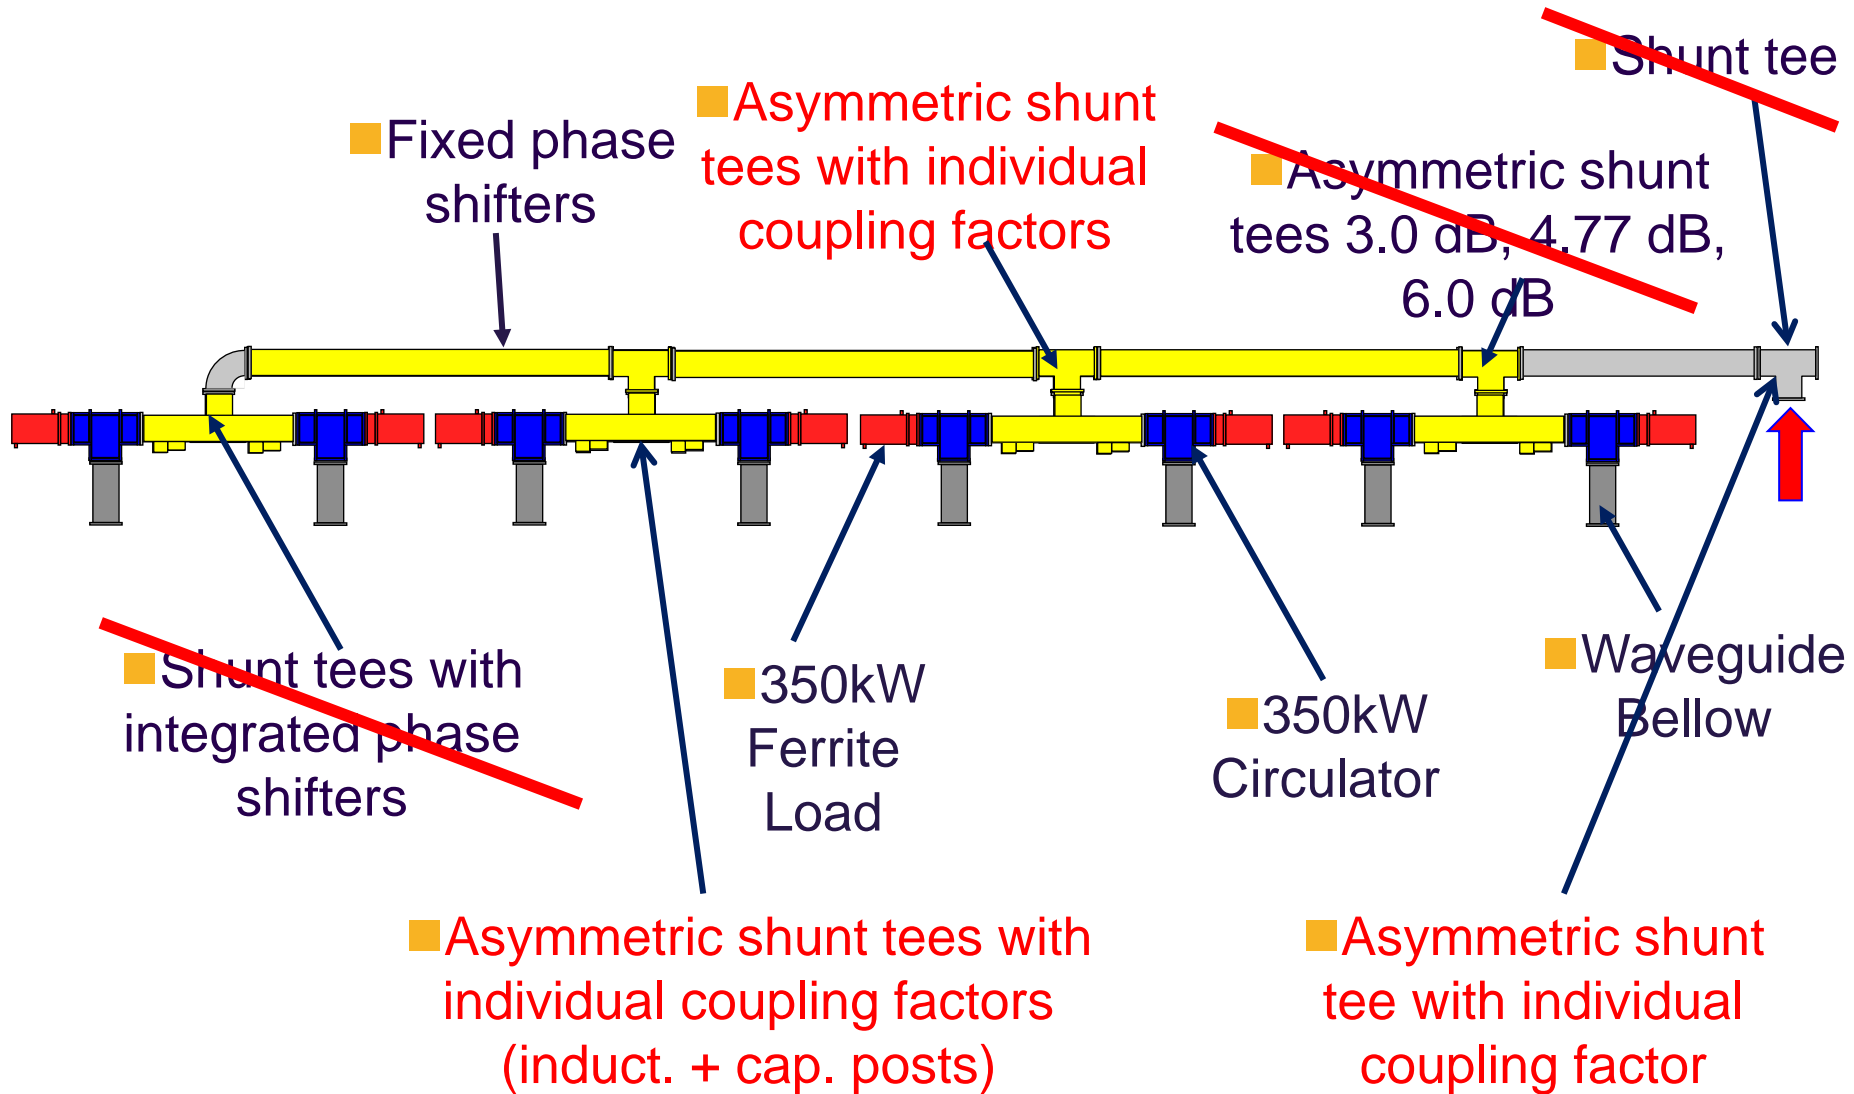 Shunt tee
Asymmetric shunt
tees with individual
coupling factors
Fixed phase
shifters
Asymmetric shunt
tees 3.0 dB, 4.77 dB,
6.0 dB
Shunt tees with
integrated phase
shifters
350kW
Ferrite
Load
350kW
Circulator
Waveguide
Bellow
Asymmetric shunt tees with
individual coupling factors
(induct. + cap. posts)
Asymmetric shunt
tee with individual
coupling factor